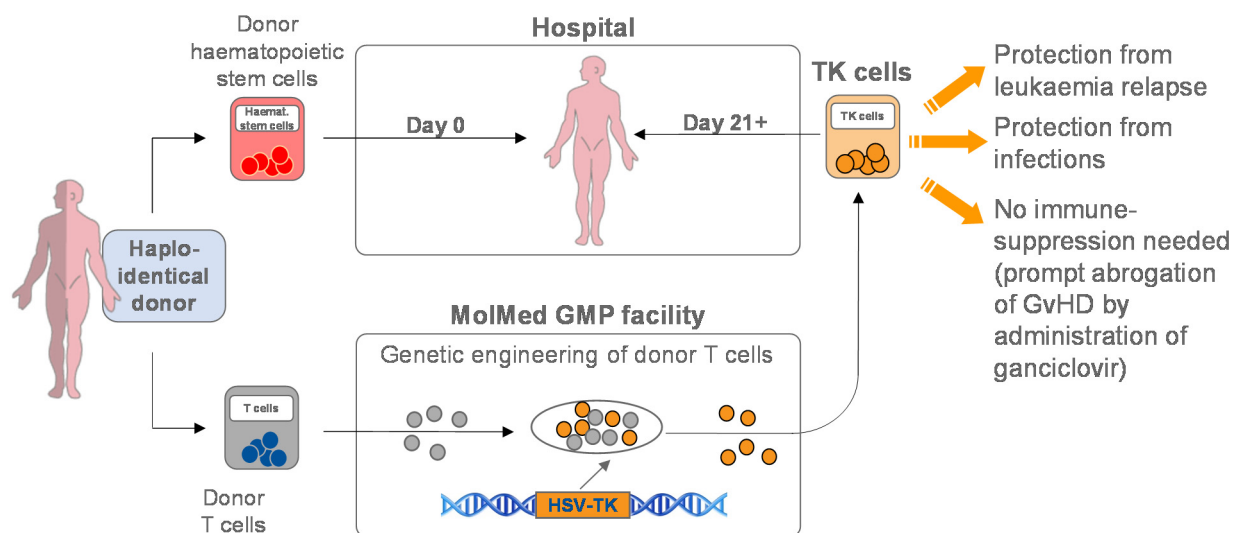 Donor
haematopoietic
stem cells
Haemat.
stem cells
Hospital
Day 0
Day 21+
TK cells
TK cells
Protection from
leukaemia relapse
Protection from
infections
No immune-
suppression needed
(prompt abrogation
of GvHD by
administration of
ganciclovir)
Haplo-
identical
donor
MolMed GMP facility
Genetic engineering of donor T cells
T cells
HSV-TK
Donor
T cells